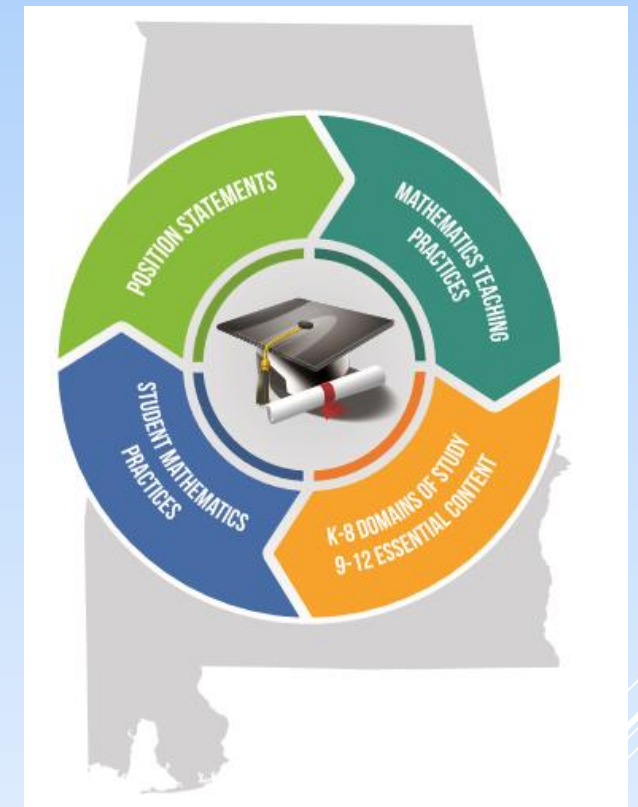 POSITION STATEMENTS
MATHEMATICS TEACHING
PRACTICES
STUDENT MATHEMATICS
PRACTICES
K-8 DOMAINS OF STUDY
9-12 ESSENTIAL CONTENT